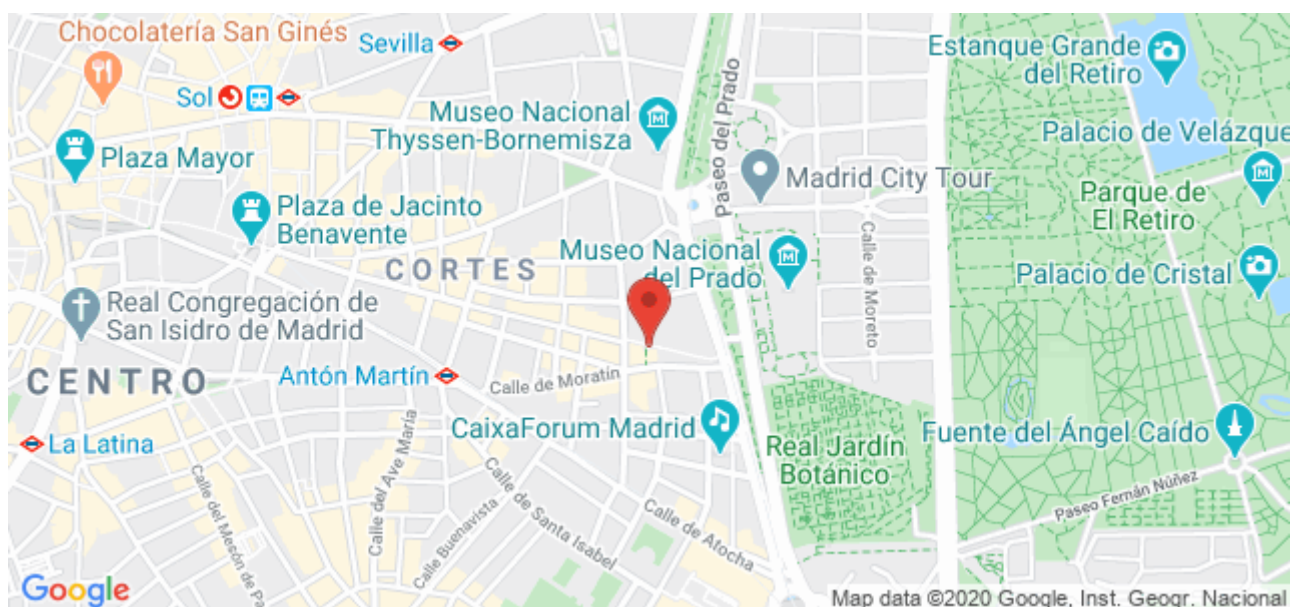 Chocolatería San Ginés
Sevilla
Estanque Grande
del Retiro
Sol
Museo Nacional
Thyssen-Bornemisza
Paseo del Prado
Palacio de Velázque
Plaza Mayor
Madrid City Tour
Parque de
El Retiro
Plaza de Jacinto
Benavente
Calle de Moreto
CORTES
Museo Nacional
del Prado
Palacio de Cristal
Real Congregación de
San Isidro de Madrid
CENTRO
Antón Martín
Calle de Moratín
La Latina
Calle del Ave María
CaixaForum Madrid
Real Jardín
Botánico
Fuente del Ángel Caído
Paseo Fernán Núñez
Calle del Mesón de Pa
Calle Buenavista
Calle de Santa Isabel
Calle de Atocha
Google
Map data ©2020 Google, Inst. Geogr. Nacional